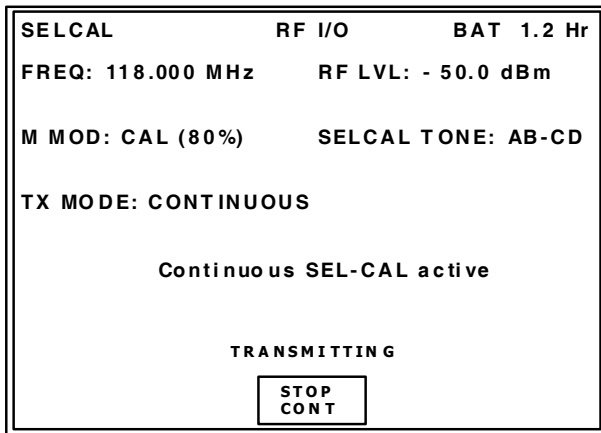 SELCAL RF I/O BAT 1.2 Hr
FREQ: 118.000 MHz RF LVL: - 50.0 dBm
M MOD: CAL (80%) SELCAL TONE: AB-CD
TX MODE: CONTINUOUS
Continuous SEL-CAL active
TRANSMITTING
STOP
CONT